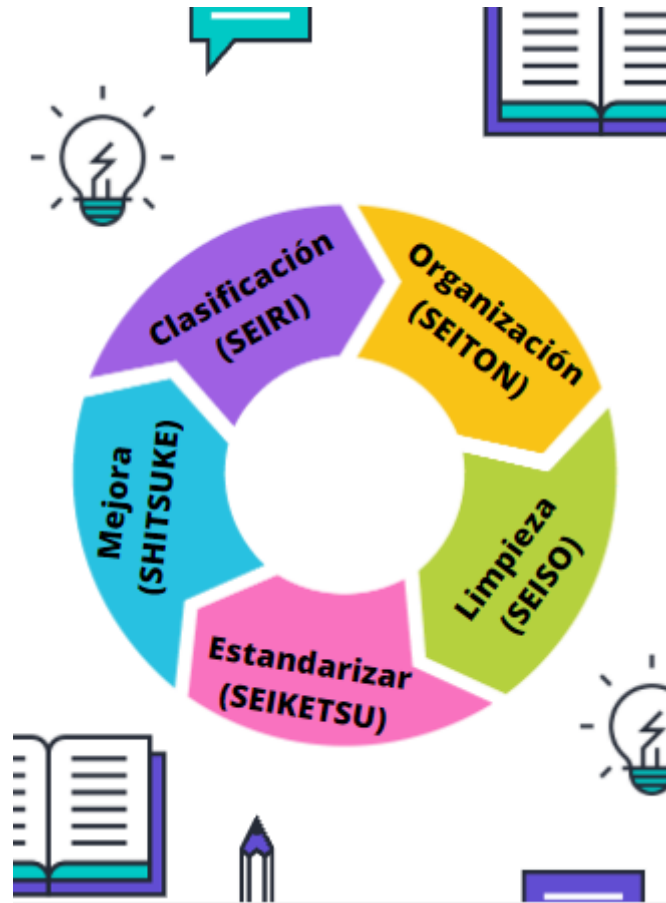 Clasificación
(SEIRI)
Organización
(SEITON)
Limpieza
(SEISO)
Estandarizar
(SEIKETSU)
Mejora
(SHITSUKE)